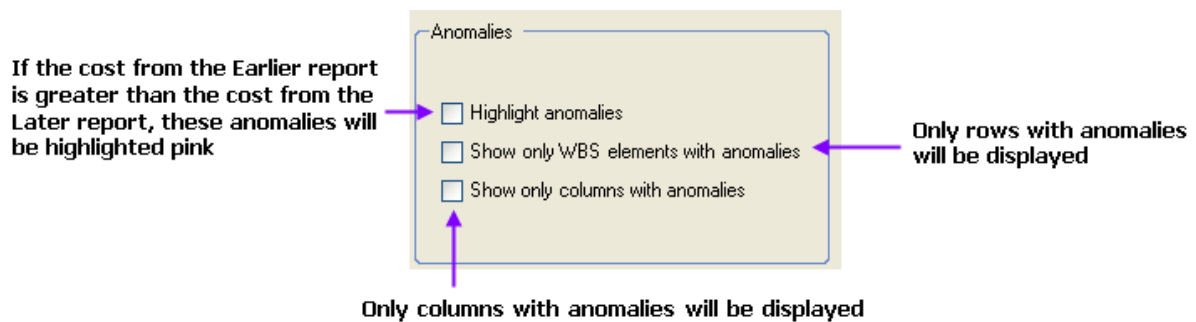 Anomalies
If the cost from the Earlier report
is greater than the cost from the
Later report, these anomalies will
be highlighted pink
Highlight anomalies
Show only WBS elements with anomalies
Show only columns with anomalies
Only rows with anomalies
will be displayed
Only columns with anomalies will be displayed